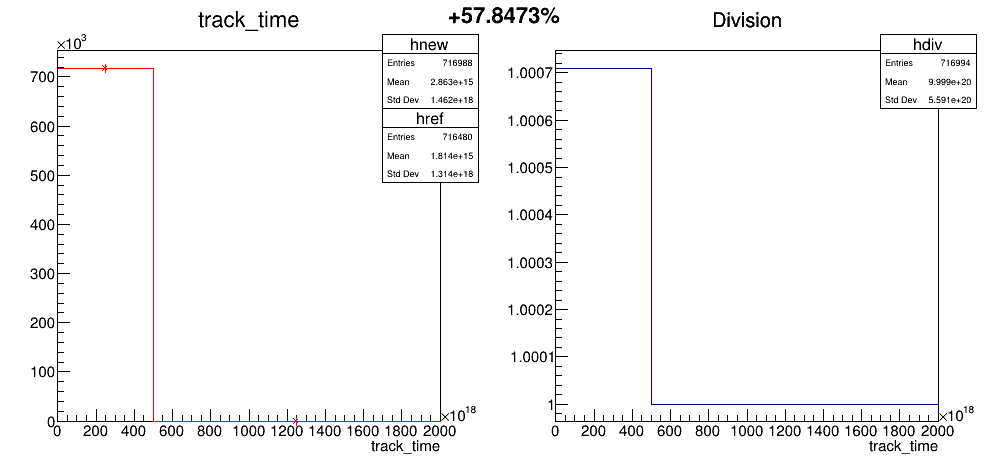 +57.8473%
track_time
×10³
hnew
Entries 716988
Mean 2.863e+15
Std Dev 1.462e+18
href
Entries 716480
Mean 1.814e+15
Std Dev 1.314e+18
700
600
500
400
300
200
100
0
0 200 400 600 800 1000 1200 1400 1600 1800 2000
×10¹⁸
track_time
Division
hdiv
Entries 716994
Mean 9.999e+20
Std Dev 5.591e+20
1.0007
1.0006
1.0005
1.0004
1.0003
1.0002
1.0001
1
0 200 400 600 800 1000 1200 1400 1600 1800 2000
×10¹⁸
track_time